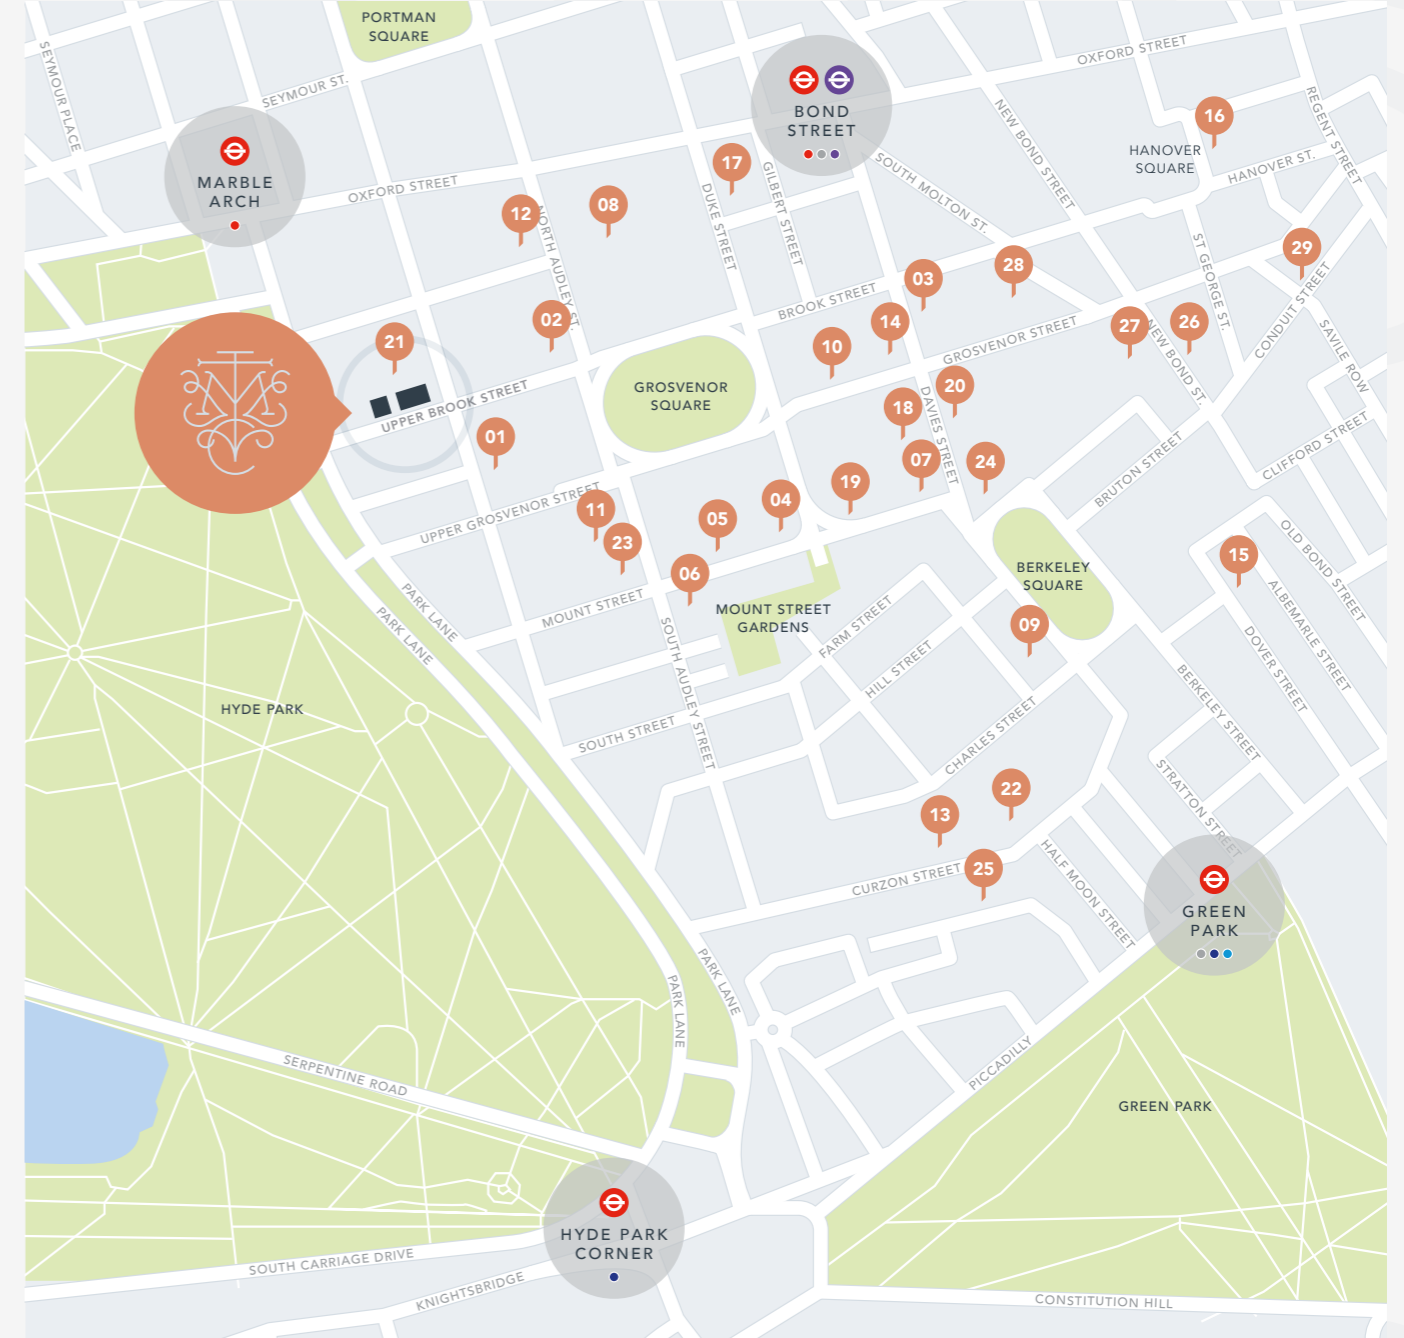 PORTMAN
SQUARE
SEYMOUR PLACE
SEYMOUR ST.
OXFORD STREET
BOND
STREET
NEW BOND STREET
16
REGENT STREET
HANOVER
SQUARE
HANOVER ST.
MARBLE
ARCH
OXFORD STREET
17
SOUTH MOLTON ST.
GILBERT STREET
DUKE STREET
12
08
NORTH AUDLEY ST.
ST GEORGE ST.
29
28
03
BROOK STREET
CONDUIT STREET
02
14
27
26
21
10
GROSVENOR STREET
NEW BOND ST.
SAVILE ROW
GROSVENOR
SQUARE
UPPER BROOK STREET
20
18
DAVIES STREET
01
07
24
BRUTON STREET
CLIFFORD STREET
UPPER GROSVENOR STREET
11
04
19
05
23
OLD BOND STREET
15
06
BERKELEY
SQUARE
ALBEMARLE STREET
PARK LANE
PARK LANE
MOUNT STREET
MOUNT STREET
GARDENS
FARM STREET
09
DOVER STREET
SOUTH AUDLEY STREET
HILL STREET
BERKELEY STREET
HYDE PARK
SOUTH STREET
CHARLES STREET
STRATTON STREET
22
13
HALF MOON STREET
25
CURZON STREET
GREEN
PARK
PARK LANE
PARK LANE
PICCADILLY
SERPENTINE ROAD
GREEN PARK
HYDE PARK
CORNER
SOUTH CARRIAGE DRIVE
KNIGHTSBRIDGE
CONSTITUTION HILL